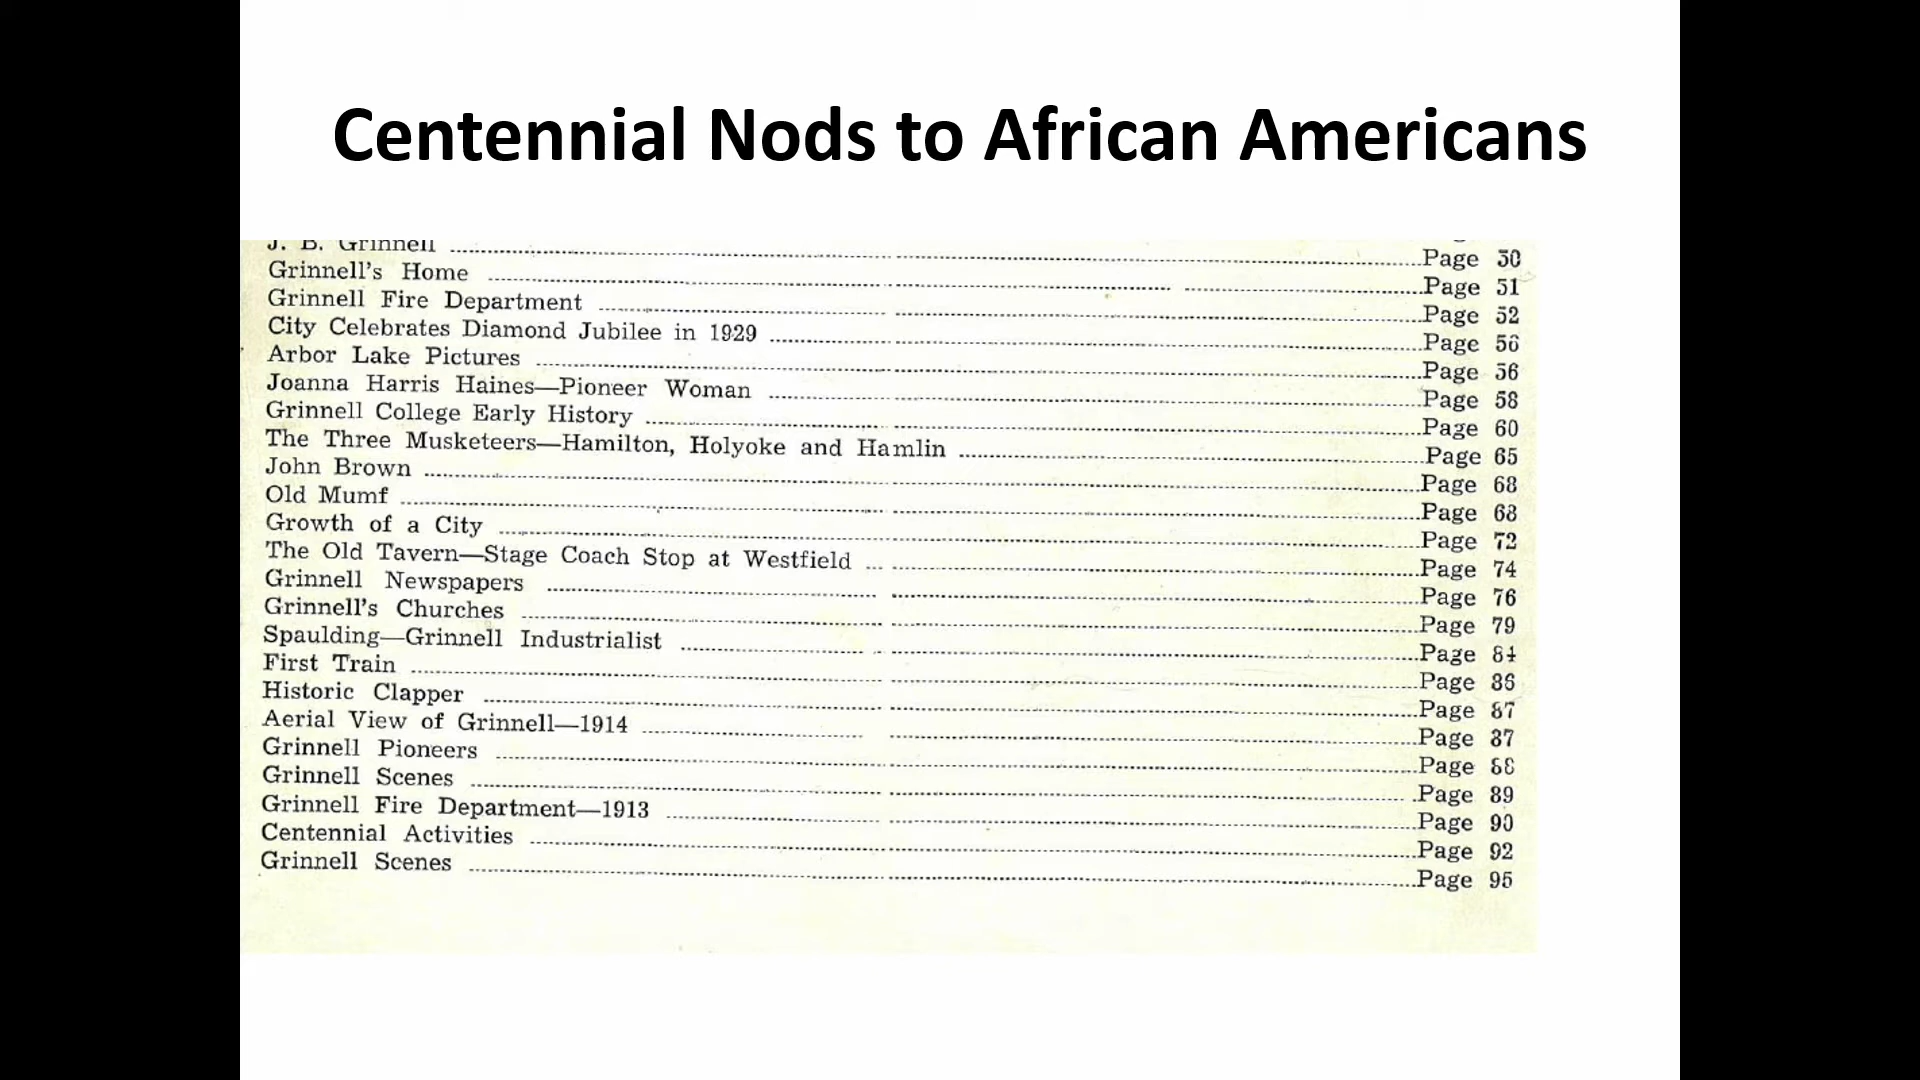 Centennial Nods to African Americans
J. B. Grinnell ........ Page 50
Grinnell's Home ........ Page 51
Grinnell Fire Department ........ Page 52
City Celebrates Diamond Jubilee in 1929 ........ Page 56
Arbor Lake Pictures ........ Page 56
Joanna Harris Haines—Pioneer Woman ........ Page 58
Grinnell College Early History ........ Page 60
The Three Musketeers—Hamilton, Holyoke and Hamlin ........ Page 65
John Brown ........ Page 68
Old Mumf ........ Page 68
Growth of a City ........ Page 72
The Old Tavern—Stage Coach Stop at Westfield ........ Page 74
Grinnell Newspapers ........ Page 76
Grinnell's Churches ........ Page 79
Spaulding—Grinnell Industrialist ........ Page 84
First Train ........ Page 86
Historic Clapper ........ Page 87
Aerial View of Grinnell—1914 ........ Page 87
Grinnell Pioneers ........ Page 88
Grinnell Scenes ........ Page 89
Grinnell Fire Department—1913 ........ Page 90
Centennial Activities ........ Page 92
Grinnell Scenes ........ Page 95